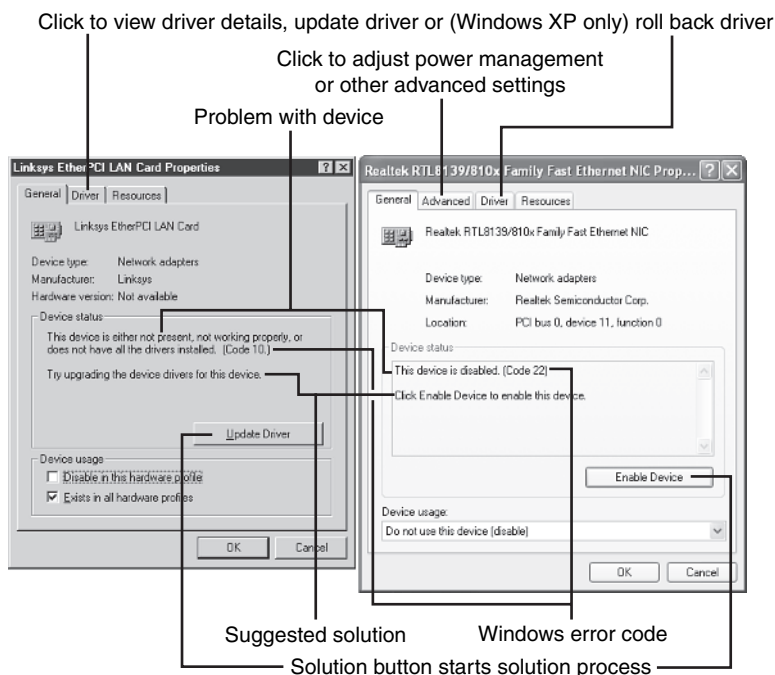 Click to view driver details, update driver or (Windows XP only) roll back driver
Click to adjust power management
or other advanced settings
Problem with device
Linksys EtherPCI LAN Card Properties
General Driver Resources
Linksys EtherPCI LAN Card
Device type: Network adapters
Manufacturer: Linksys
Hardware version: Not available
Device status
This device is either not present, not working properly, or
does not have all the drivers installed. (Code 10.)
Try upgrading the device drivers for this device.
Update Driver
Device usage
Disable in this hardware profile
Exists in all hardware profiles
OK Cancel
Realtek RTL8139/810x Family Fast Ethernet NIC Prop...
General Advanced Driver Resources
Realtek RTL8139/810x Family Fast Ethernet NIC
Device type: Network adapters
Manufacturer: Realtek Semiconductor Corp.
Location: PCI bus 0, device 11, function 0
Device status
This device is disabled. (Code 22)
Click Enable Device to enable this device.
Enable Device
Device usage:
Do not use this device (disable)
OK Cancel
Suggested solution
Windows error code
Solution button starts solution process